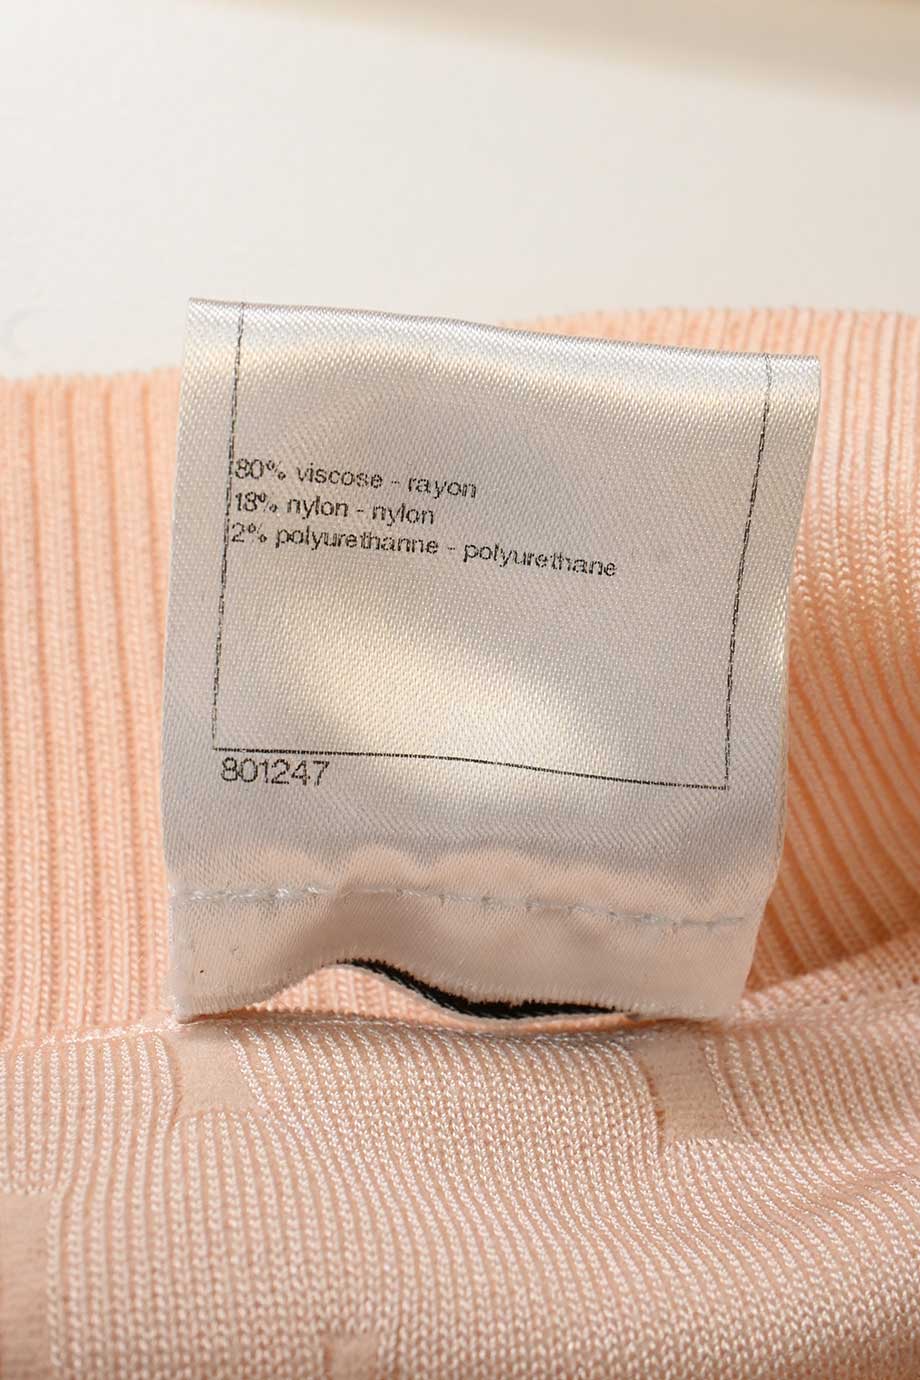 80% viscose - rayon
18% nylon - nylon
2% polyurethanne - polyurethane
801247